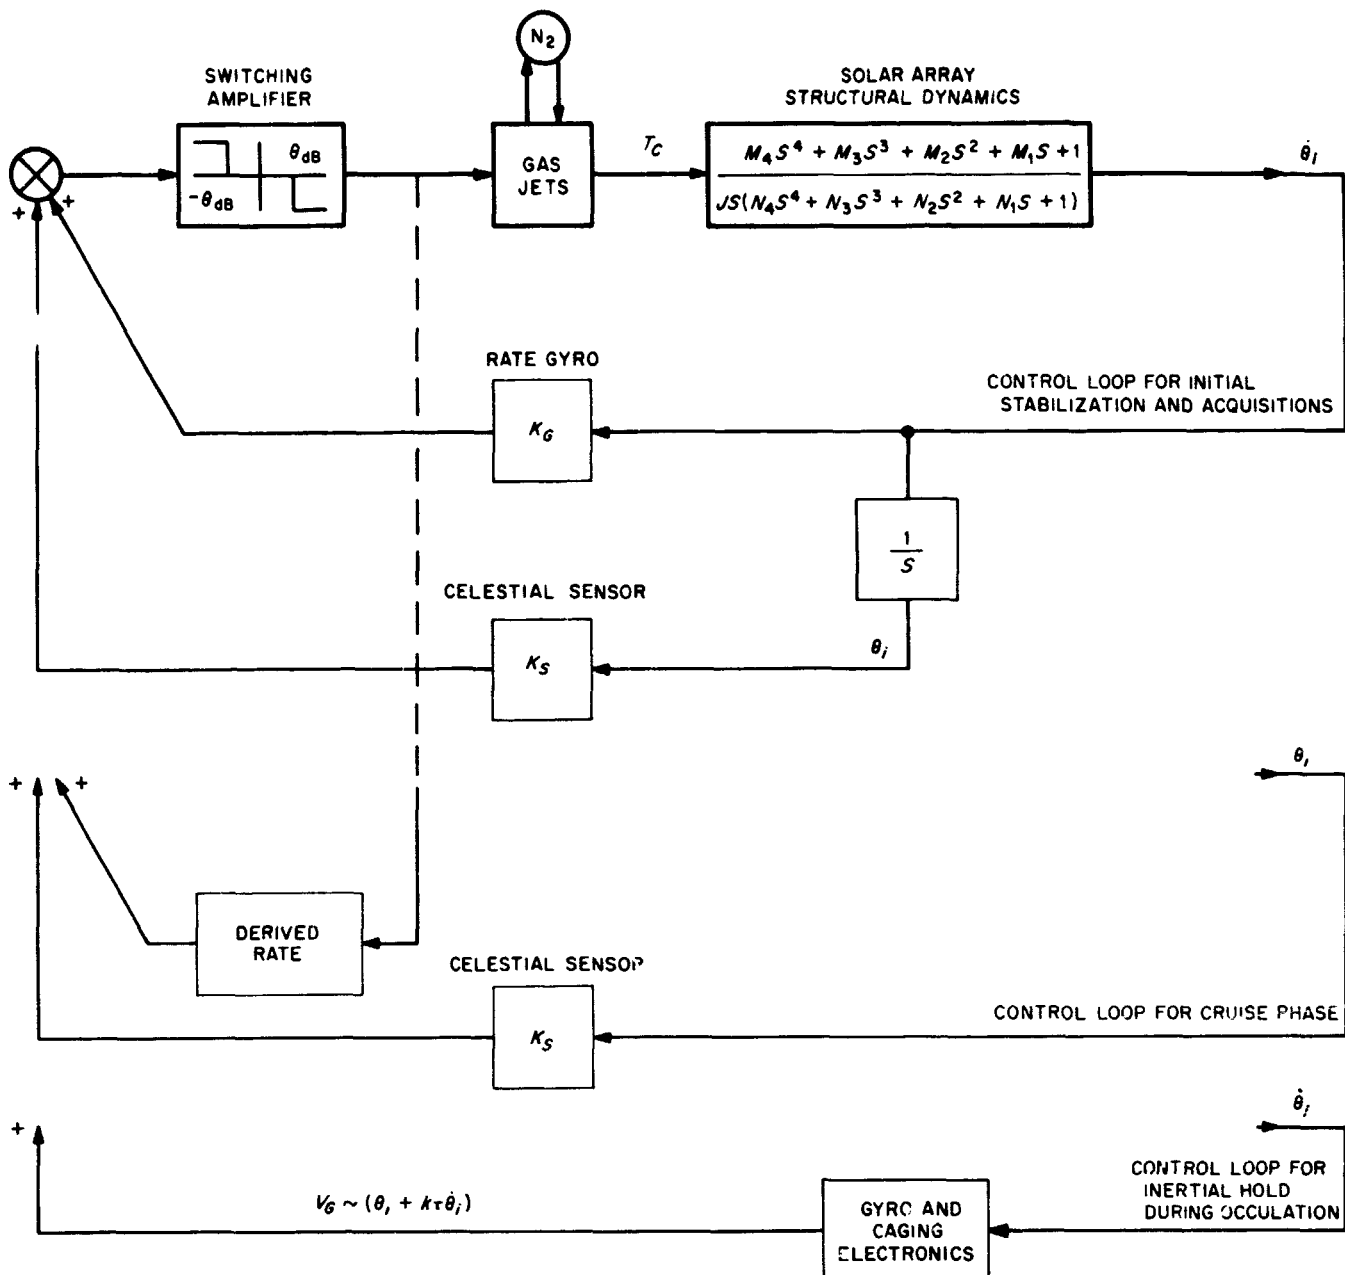 N₂
SWITCHING
AMPLIFIER
SOLAR ARRAY
STRUCTURAL DYNAMICS
θdB
-θdB
GAS
JETS
TC
M₄S⁴ + M₃S³ + M₂S² + M₁S + 1
JS(N₄S⁴ + N₃S³ + N₂S² + N₁S + 1)
θ̇i
+ +
RATE GYRO
KG
CONTROL LOOP FOR INITIAL
STABILIZATION AND ACQUISITIONS
1
S
CELESTIAL SENSOR
KS
θi
+ +
θ,
DERIVED
RATE
CELESTIAL SENSOP
KS
CONTROL LOOP FOR CRUISE PHASE
+
θ̇i
VG ~ (θ, + kτθ̇i)
GYRO AND
CAGING
ELECTRONICS
CONTROL LOOP FOR
INERTIAL HOLD
DURING OCCULATION